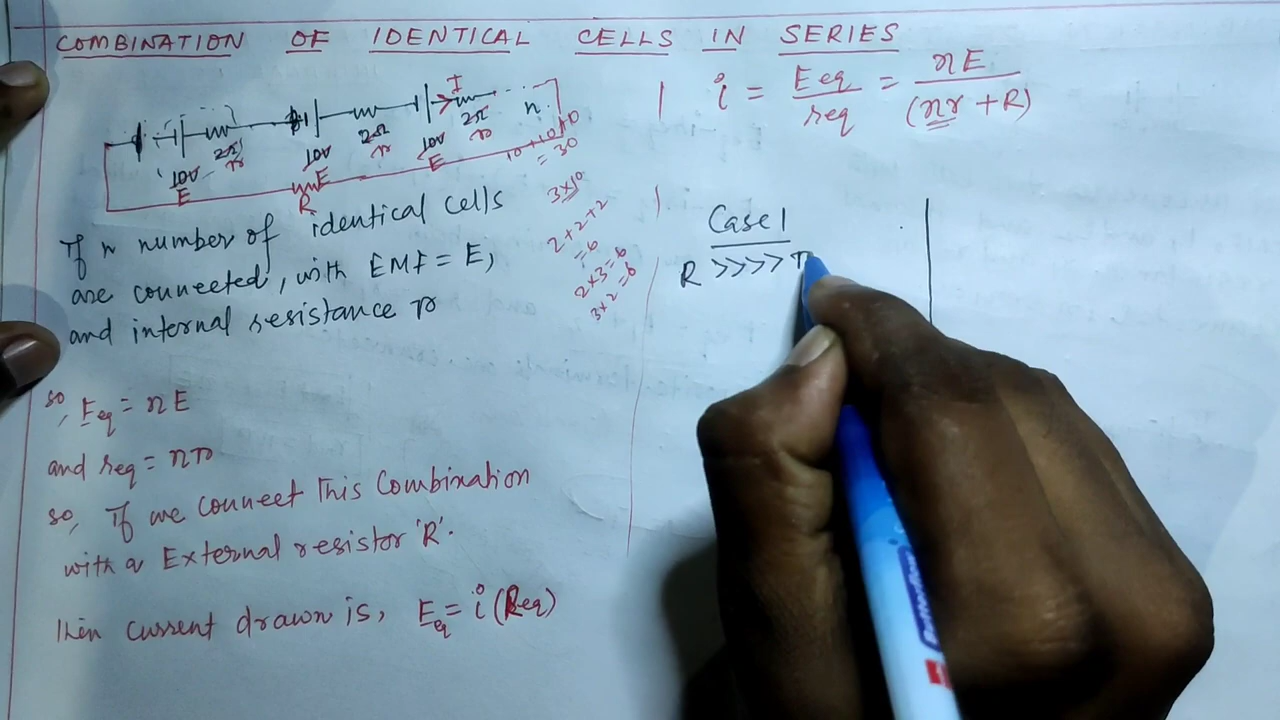 COMBINATION OF IDENTICAL CELLS IN SERIES
i = Eeq/req = nE/(nr + R)
I
n
2Ω 2Ω 2Ω
r r r
10V 10V 10V
E E E
R
10+10+10
= 30
3×10
2+2+2
= 6
2×3=6
3×2=6
If n number of identical cells
are connected, with EMF = E,
and internal resistance r
so, Eeq = nE
and req = nr
so, If we connect This Combination
with a External resistor 'R'.
Then current drawn is, Eeq = i (Req)
Case 1
R >>>> r